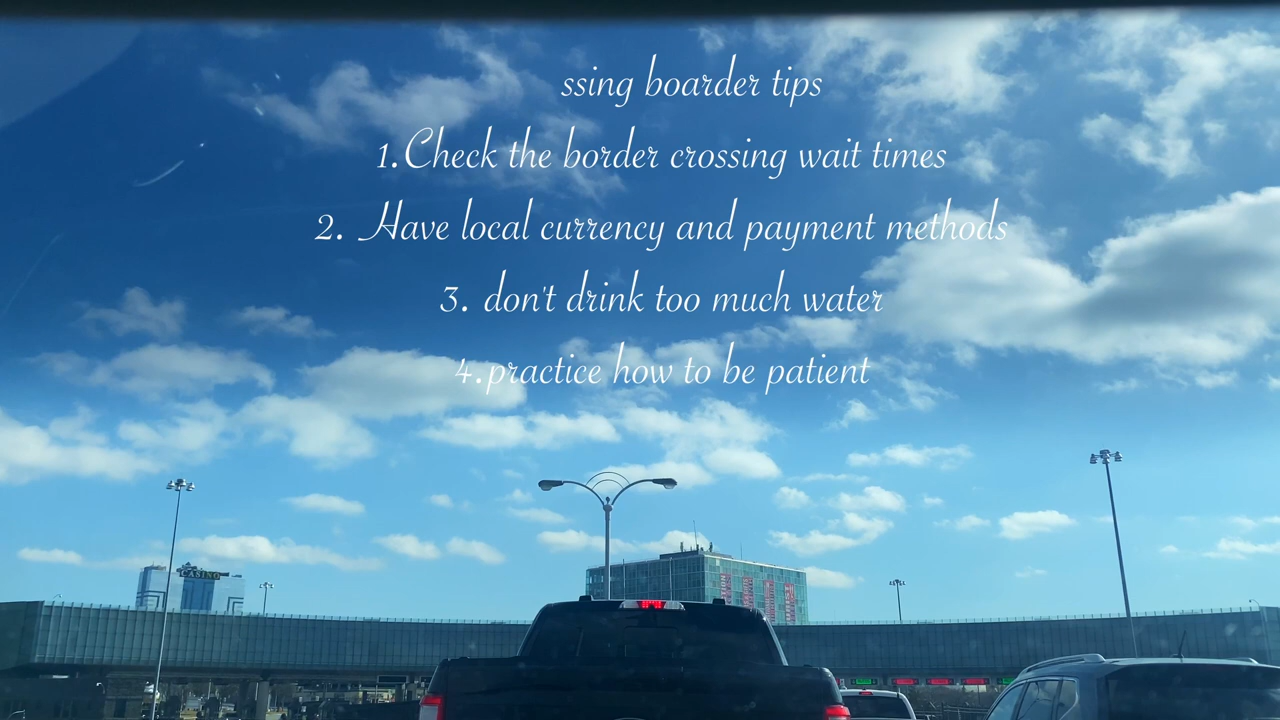 ssing boarder tips
1.Check the border crossing wait times
2. Have local currency and payment methods
3. don't drink too much water
4.practice how to be patient
CASINO